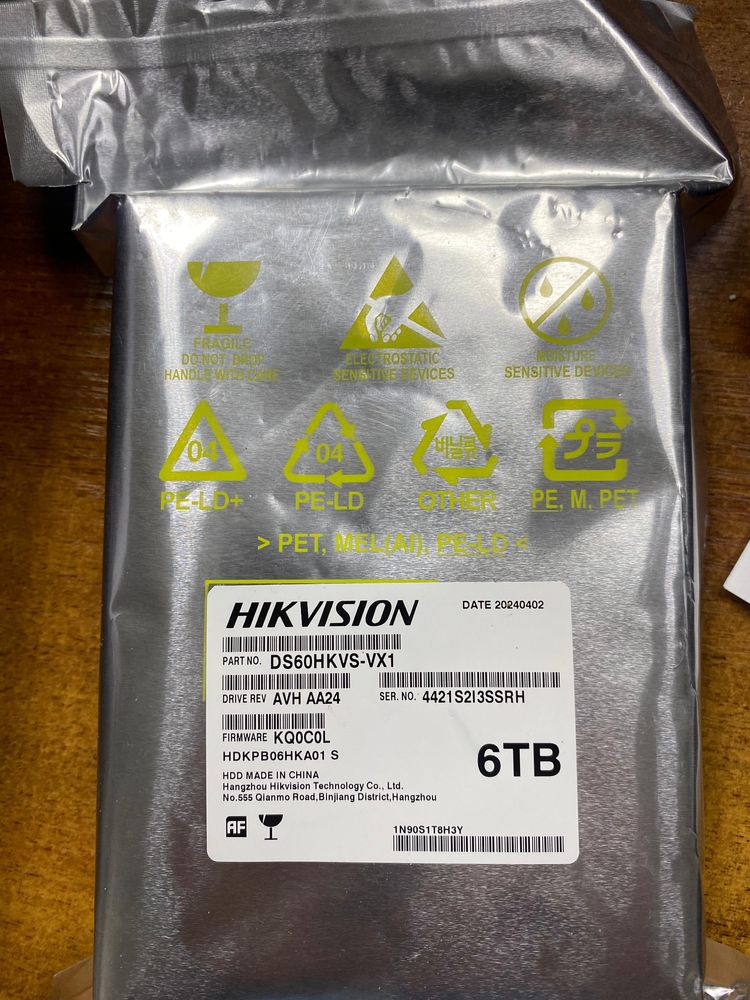 FRAGILE
DO NOT DROP
HANDLE WITH CARE
ELECTROSTATIC
SENSITIVE DEVICES
MOISTURE
SENSITIVE DEVICES
04
PE-LD+
04
PE-LD
비닐류
OTHER
プラ
PE, M, PET
> PET, MEL(Al), PE-LD <
HIKVISION
DATE 20240402
PART NO. DS60HKVS-VX1
DRIVE REV AVH AA24
SER. NO. 4421S2I3SSRH
FIRMWARE KQ0C0L
HDKPB06HKA01 S
6TB
HDD MADE IN CHINA
Hangzhou Hikvision Technology Co., Ltd.
No.555 Qianmo Road,Binjiang District,Hangzhou
AF
1N90S1T8H3Y